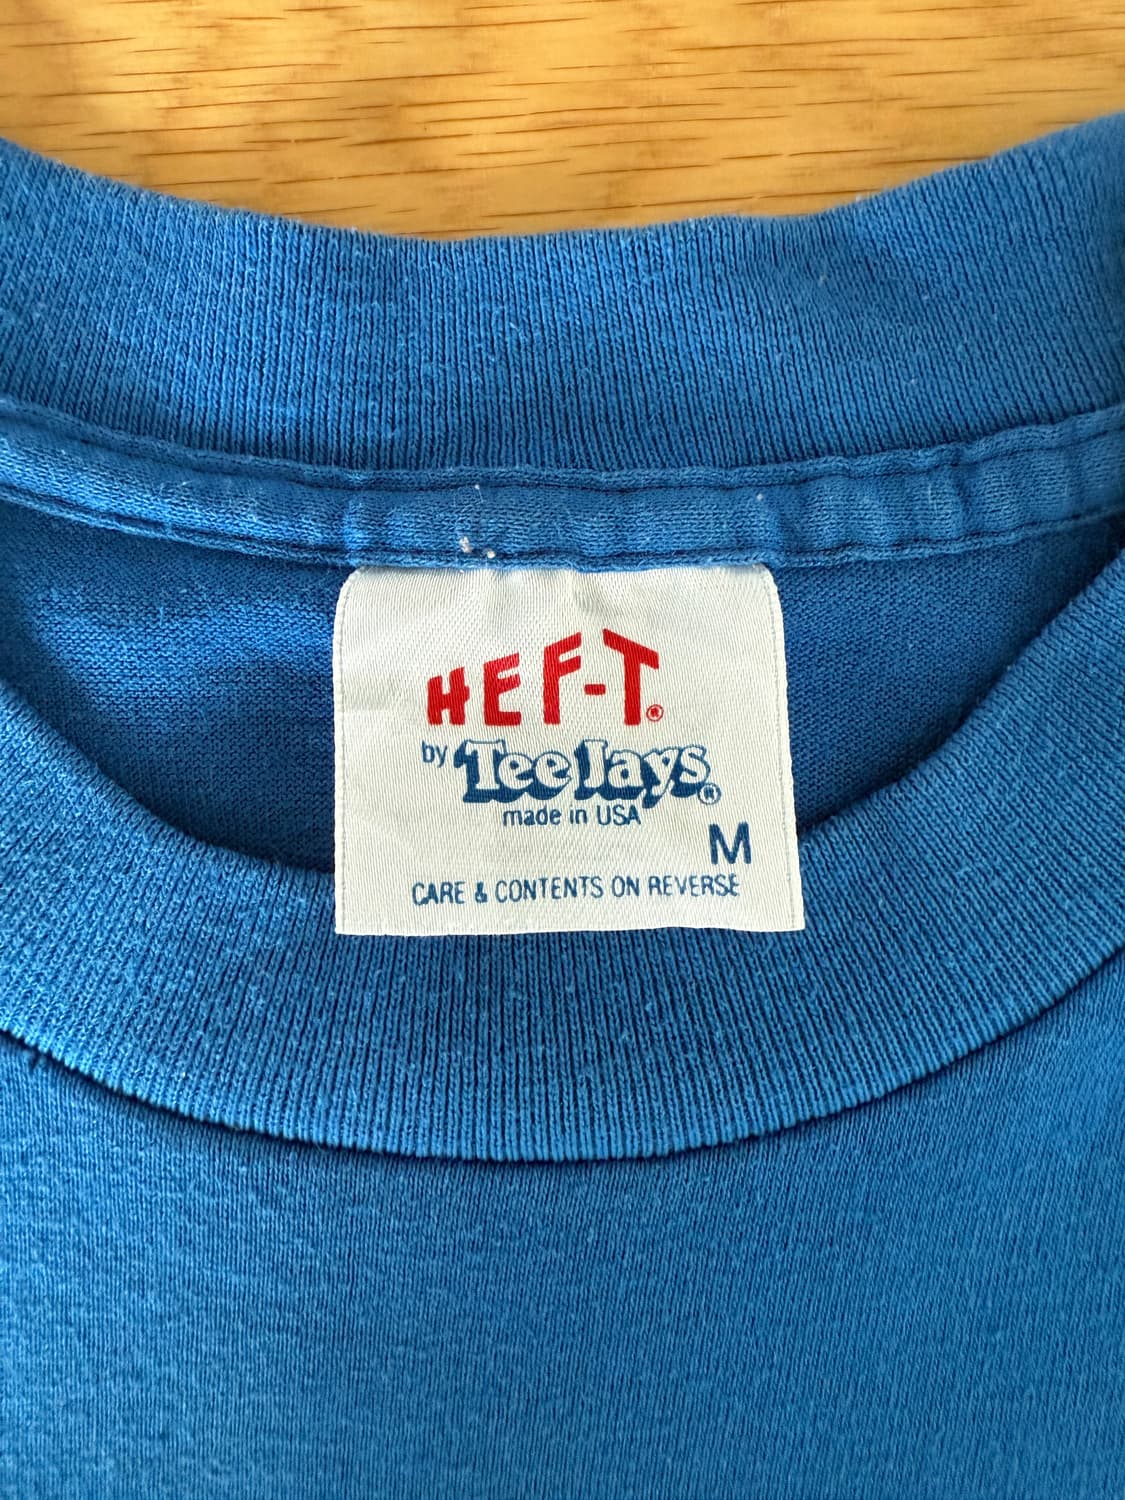 HEF-T®
by Tee Jays®
made in USA
M
CARE & CONTENTS ON REVERSE